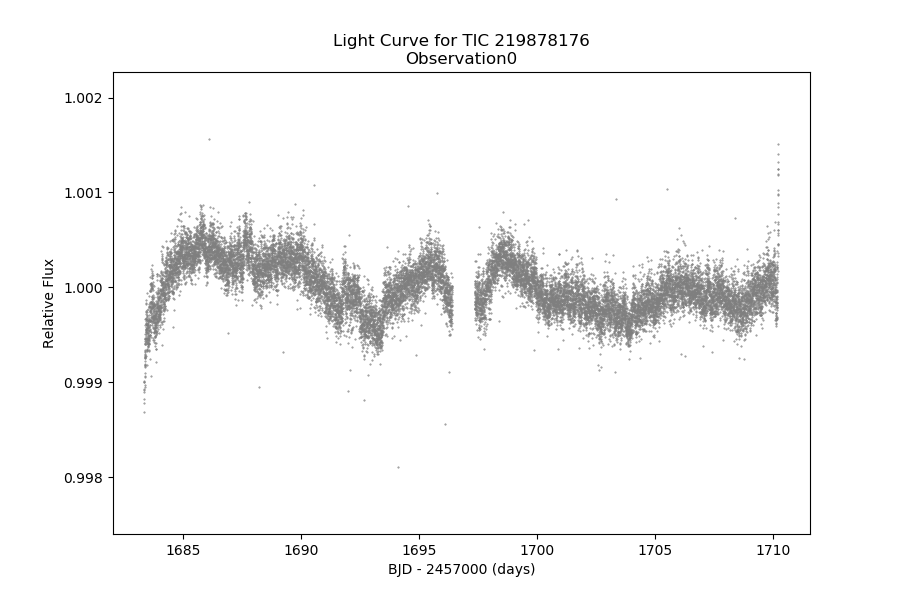 Light Curve for TIC 219878176
Observation0
1.002
1.001
1.000
0.999
0.998
Relative Flux
1685 1690 1695 1700 1705 1710
BJD - 2457000 (days)